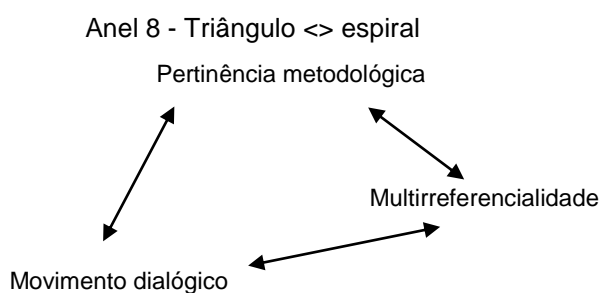 Anel 8 - Triângulo <> espiral
Pertinência metodológica
Multirreferencialidade
Movimento dialógico